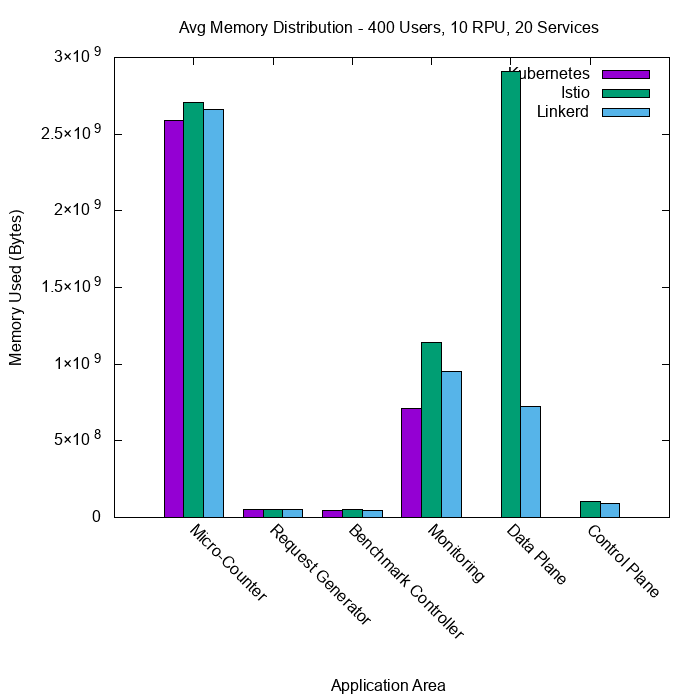 Avg Memory Distribution - 400 Users, 10 RPU, 20 Services
Memory Used (Bytes)
3×10⁹
2.5×10⁹
2×10⁹
1.5×10⁹
1×10⁹
5×10⁸
0
Kubernetes
Istio
Linkerd
Micro-Counter
Request Generator
Benchmark Controller
Monitoring
Data Plane
Control Plane
Application Area